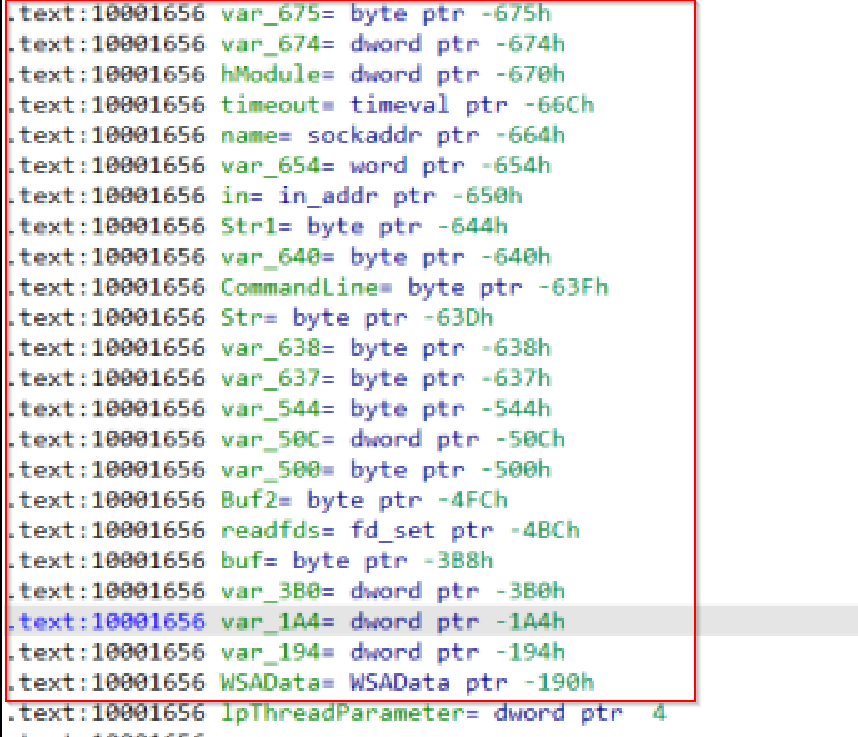 .text:10001656 var_675= byte ptr -675h
.text:10001656 var_674= dword ptr -674h
.text:10001656 hModule= dword ptr -670h
.text:10001656 timeout= timeval ptr -66Ch
.text:10001656 name= sockaddr ptr -664h
.text:10001656 var_654= word ptr -654h
.text:10001656 in= in_addr ptr -650h
.text:10001656 Str1= byte ptr -644h
.text:10001656 var_640= byte ptr -640h
.text:10001656 CommandLine= byte ptr -63Fh
.text:10001656 Str= byte ptr -63Dh
.text:10001656 var_638= byte ptr -638h
.text:10001656 var_637= byte ptr -637h
.text:10001656 var_544= byte ptr -544h
.text:10001656 var_50C= dword ptr -50Ch
.text:10001656 var_500= byte ptr -500h
.text:10001656 Buf2= byte ptr -4FCh
.text:10001656 readfds= fd_set ptr -4BCh
.text:10001656 buf= byte ptr -3B8h
.text:10001656 var_3B0= dword ptr -3B0h
.text:10001656 var_1A4= dword ptr -1A4h
.text:10001656 var_194= dword ptr -194h
.text:10001656 WSAData= WSAData ptr -190h
.text:10001656 lpThreadParameter= dword ptr  4